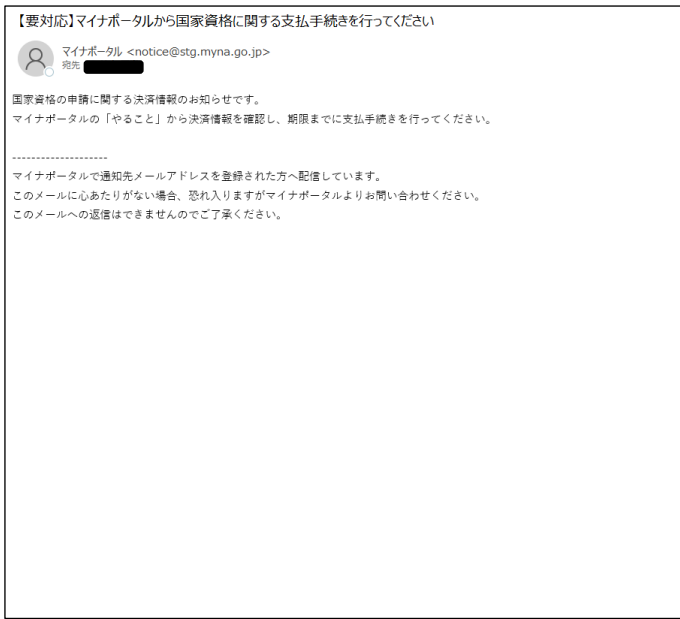 【要対応】マイナポータルから国家資格に関する支払手続きを行ってください
マイナポータル <notice@stg.myna.go.jp>
宛先
国家資格の申請に関する決済情報のお知らせです。
マイナポータルの「やること」から決済情報を確認し、期限までに支払手続きを行ってください。
--------------------
マイナポータルで通知先メールアドレスを登録された方へ配信しています。
このメールに心あたりがない場合、恐れ入りますがマイナポータルよりお問い合わせください。
このメールへの返信はできませんのでご了承ください。